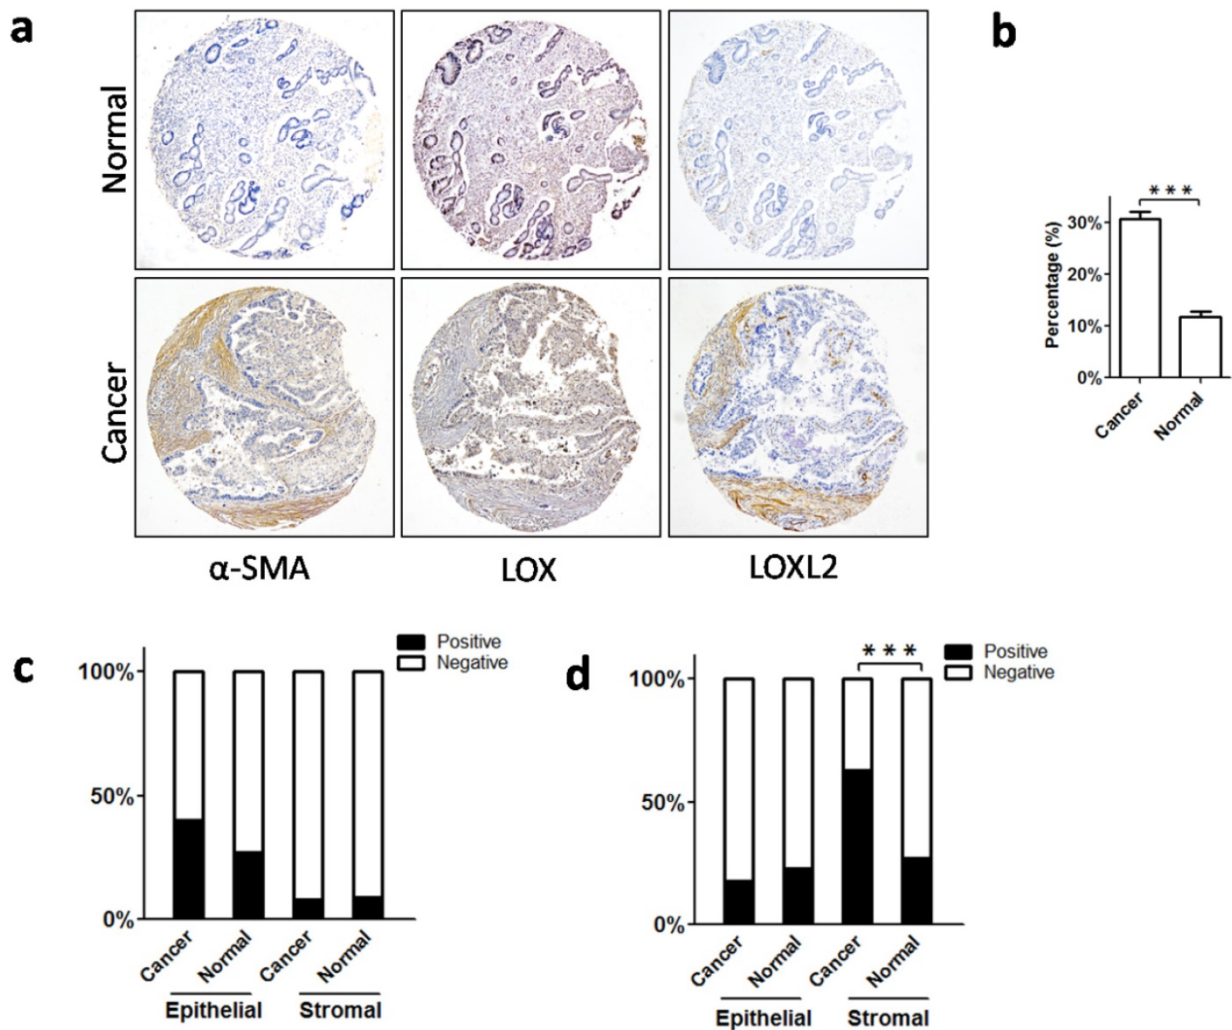 a
Normal
Cancer
α-SMA
LOX
LOXL2
b
***
Percentage (%)
30%
20%
10%
0%
Cancer
Normal
c
Positive
Negative
100%
50%
0%
Cancer
Normal
Cancer
Normal
Epithelial
Stromal
d
***
Positive
Negative
100%
50%
0%
Cancer
Normal
Cancer
Normal
Epithelial
Stromal